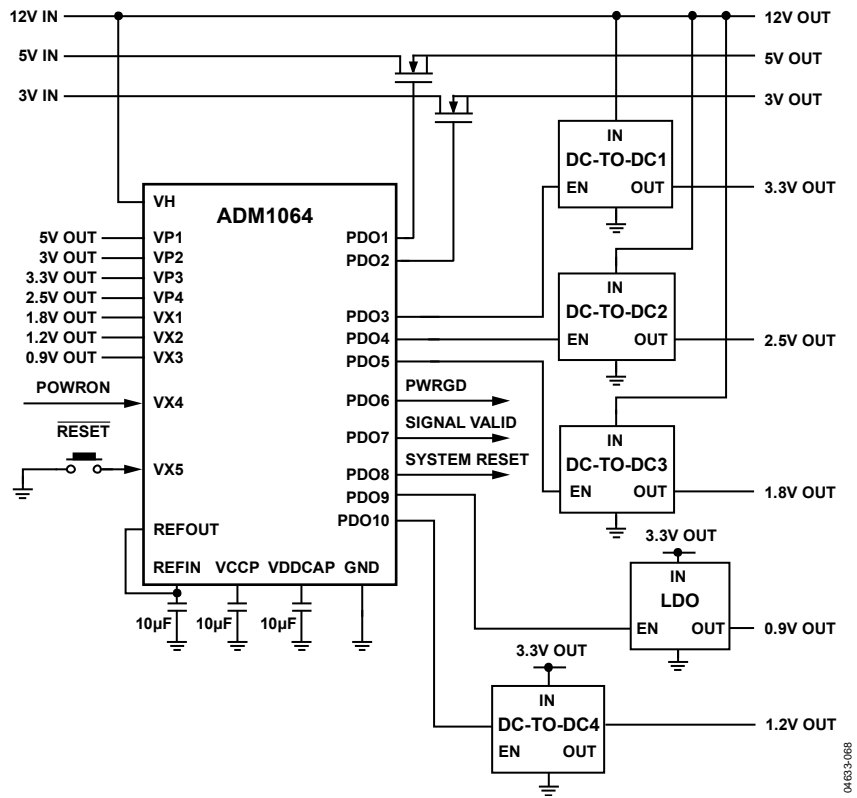 12V IN
12V OUT
5V IN
5V OUT
3V IN
3V OUT
IN
DC-TO-DC1
EN OUT
3.3V OUT
VH
ADM1064
5V OUT
VP1
PDO1
3V OUT
VP2
PDO2
3.3V OUT
VP3
2.5V OUT
VP4
1.8V OUT
VX1
PDO3
1.2V OUT
VX2
PDO4
0.9V OUT
VX3
PDO5
IN
DC-TO-DC2
EN OUT
2.5V OUT
POWRON
VX4
PDO6
PWRGD
RESET
VX5
PDO7
SIGNAL VALID
PDO8
SYSTEM RESET
PDO9
PDO10
IN
DC-TO-DC3
EN OUT
1.8V OUT
REFOUT
REFIN VCCP VDDCAP GND
10µF 10µF 10µF
3.3V OUT
IN
LDO
EN OUT
0.9V OUT
3.3V OUT
IN
DC-TO-DC4
EN OUT
1.2V OUT
04633-068